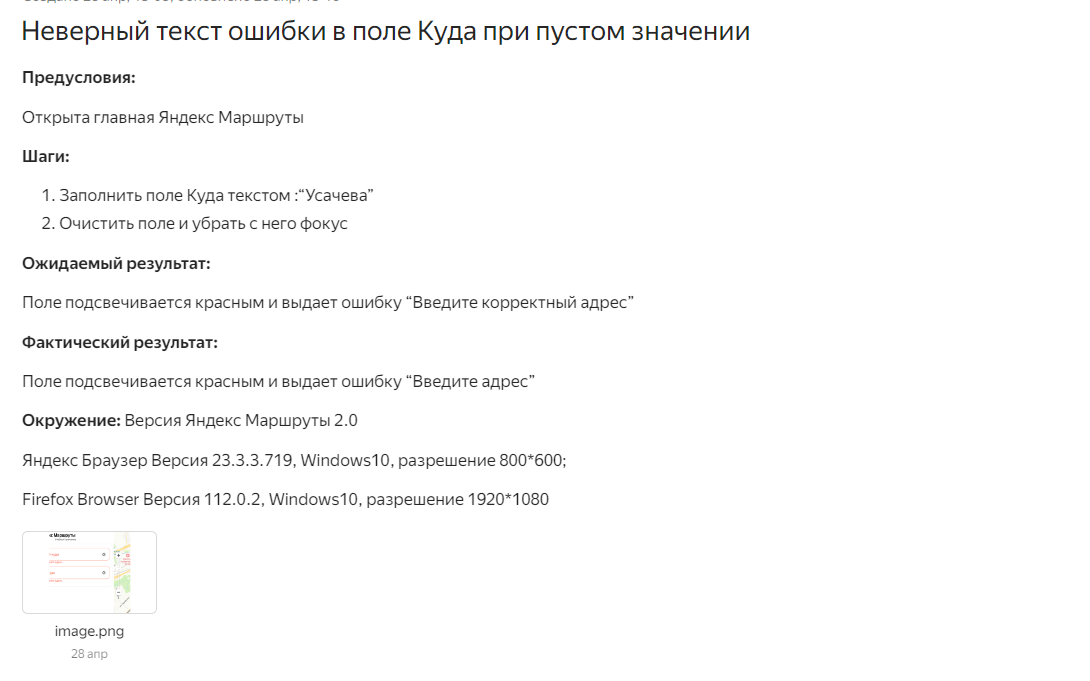 Неверный текст ошибки в поле Куда при пустом значении
Предусловия:
Открыта главная Яндекс Маршруты
Шаги:
1. Заполнить поле Куда текстом :“Усачева”
2. Очистить поле и убрать с него фокус
Ожидаемый результат:
Поле подсвечивается красным и выдает ошибку “Введите корректный адрес”
Фактический результат:
Поле подсвечивается красным и выдает ошибку “Введите адрес”
Окружение: Версия Яндекс Маршруты 2.0
Яндекс Браузер Версия 23.3.3.719, Windows10, разрешение 800*600;
Firefox Browser Версия 112.0.2, Windows10, разрешение 1920*1080
Маршруты
image.png
28 апр